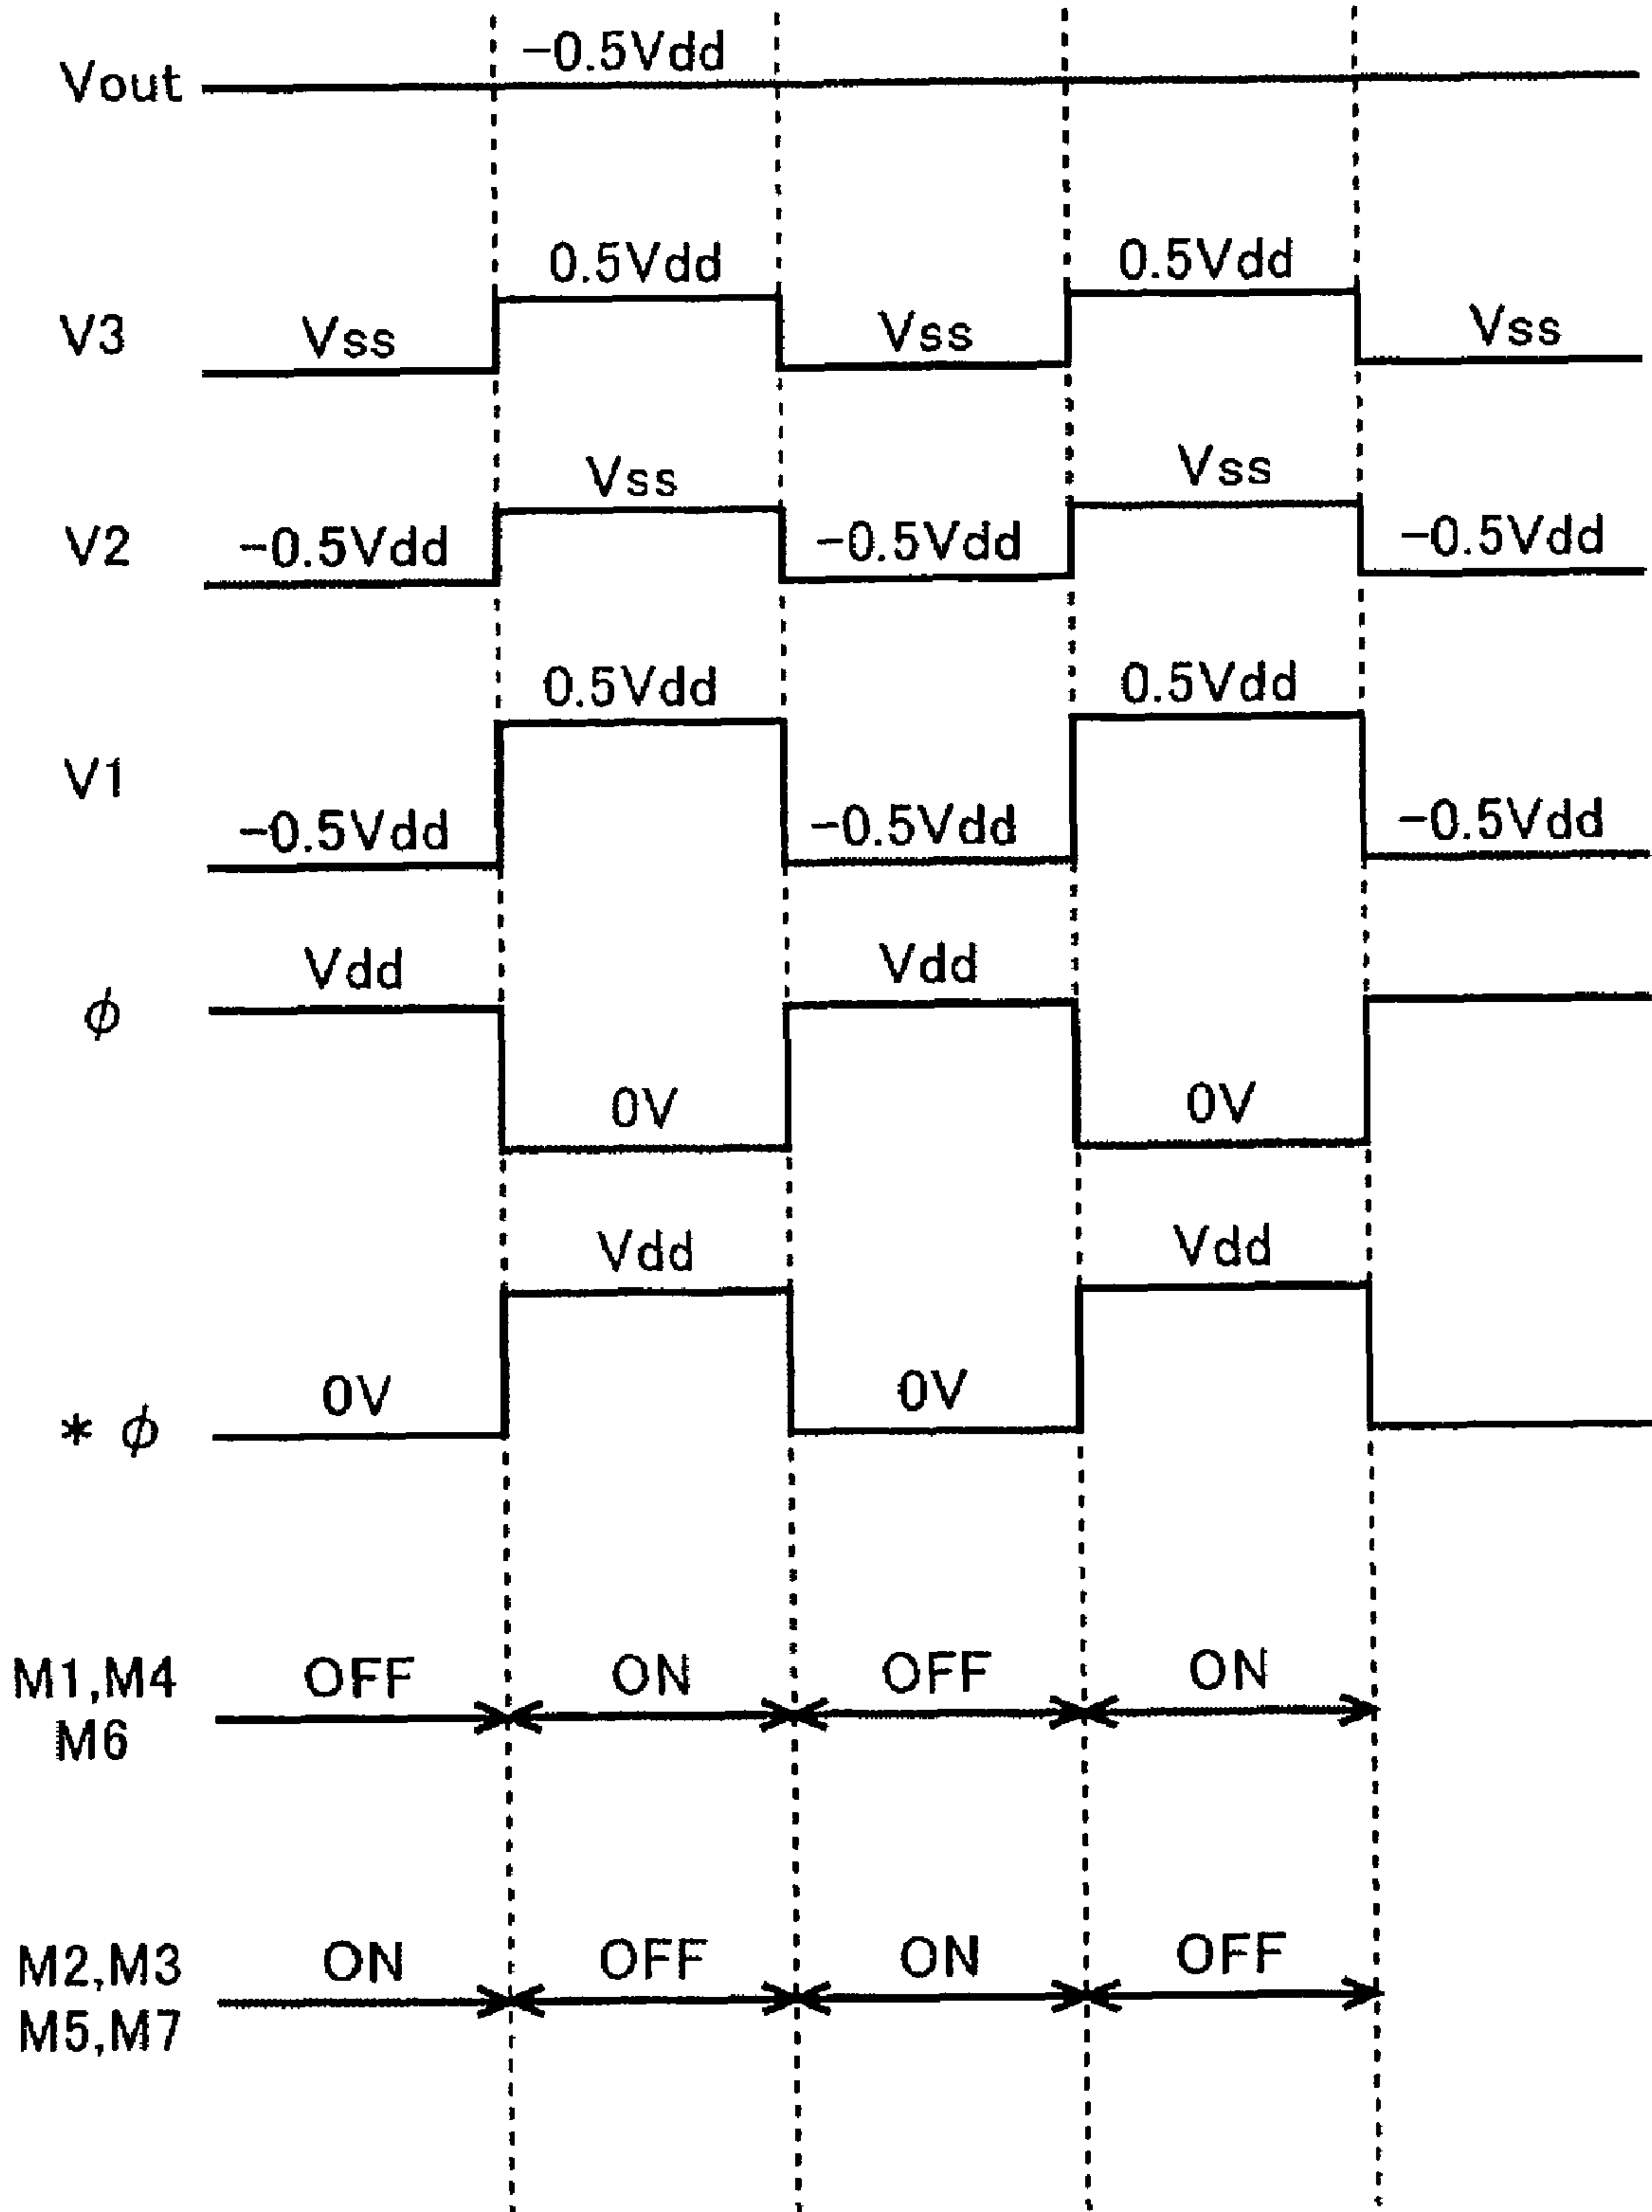 Vout -0.5Vdd
V3 Vss 0.5Vdd Vss 0.5Vdd Vss
V2 -0.5Vdd Vss -0.5Vdd Vss -0.5Vdd
V1 -0.5Vdd 0.5Vdd -0.5Vdd 0.5Vdd -0.5Vdd
ϕ Vdd 0V Vdd 0V
* ϕ 0V Vdd 0V Vdd
M1,M4 OFF ON OFF ON
M6
M2,M3 ON OFF ON OFF
M5,M7